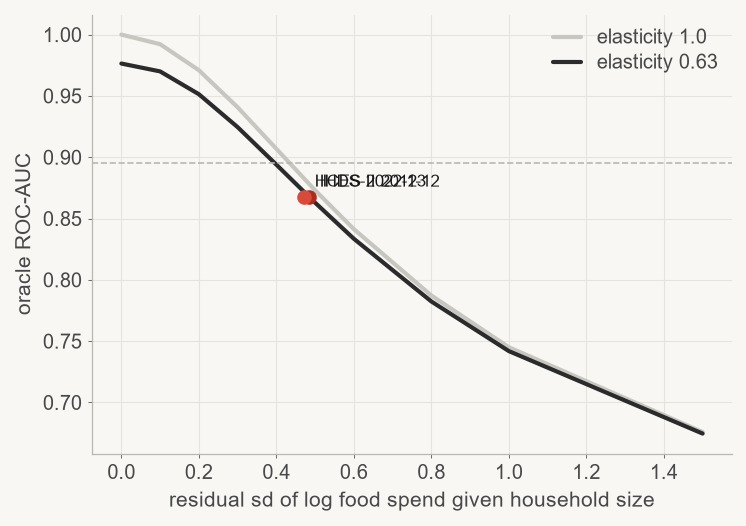 elasticity 1.0
elasticity 0.63
1.00
0.95
0.90
0.85
0.80
0.75
0.70
oracle ROC-AUC
0.0 0.2 0.4 0.6 0.8 1.0 1.2 1.4
residual sd of log food spend given household size